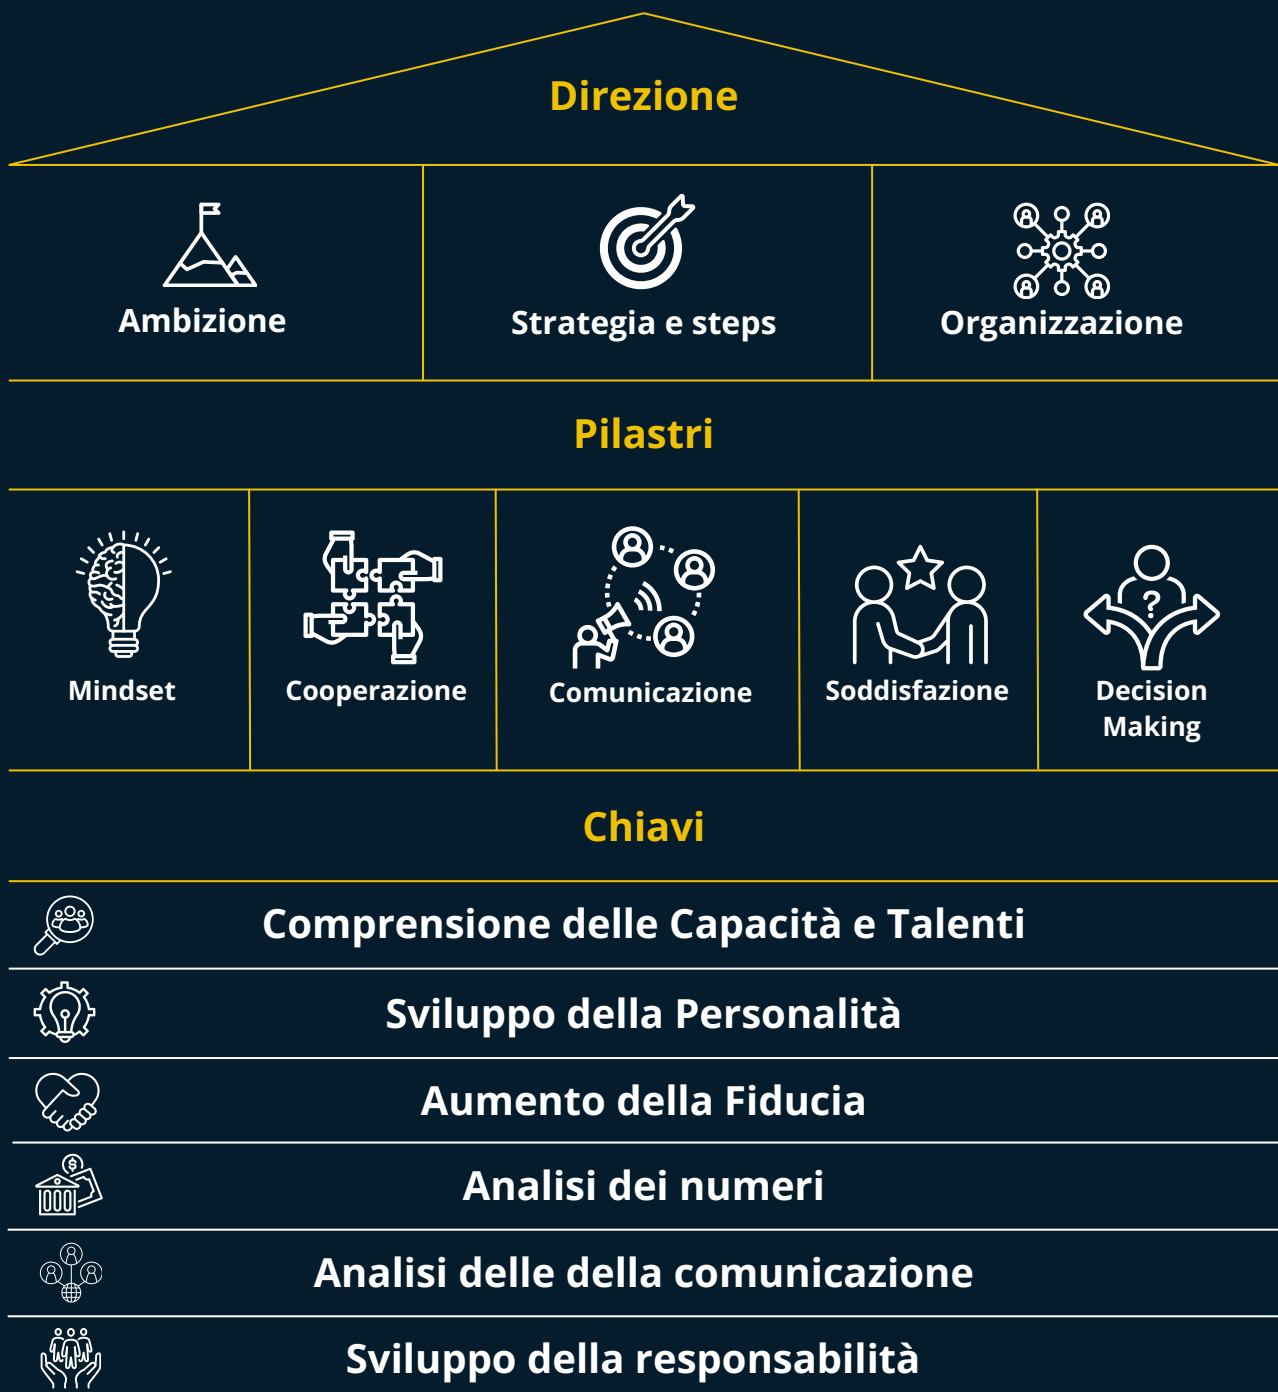 Direzione
Ambizione
Strategia e steps
Organizzazione
Pilastri
Mindset
Cooperazione
Comunicazione
Soddisfazione
Decision
Making
Chiavi
Comprensione delle Capacità e Talenti
Sviluppo della Personalità
Aumento della Fiducia
Analisi dei numeri
Analisi delle della comunicazione
Sviluppo della responsabilità